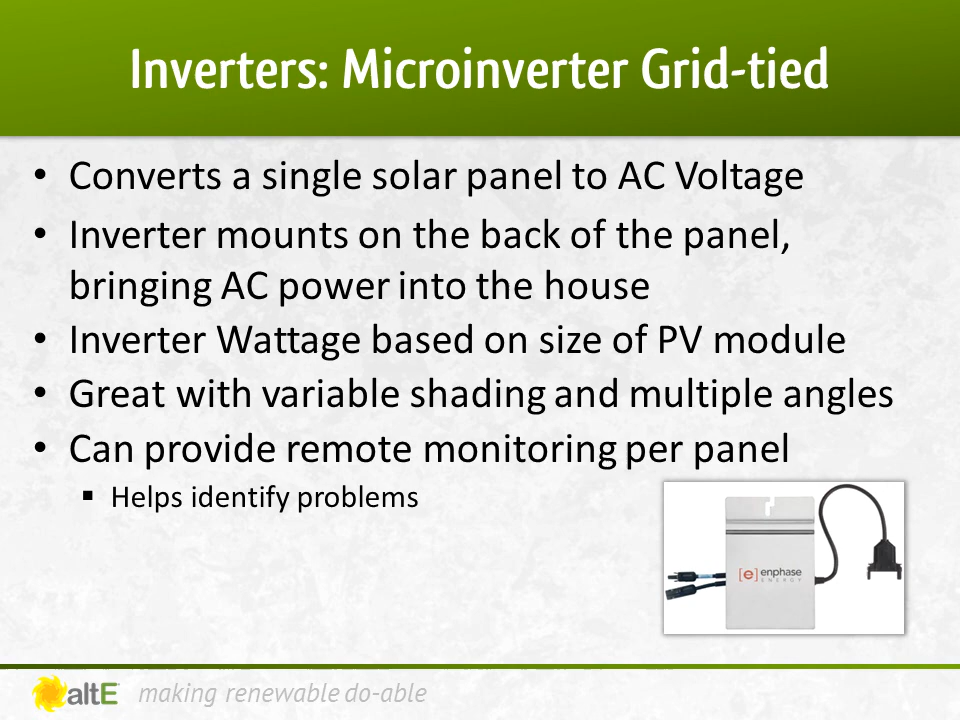 Inverters: Microinverter Grid-tied
• Converts a single solar panel to AC Voltage
• Inverter mounts on the back of the panel,
bringing AC power into the house
• Inverter Wattage based on size of PV module
• Great with variable shading and multiple angles
• Can provide remote monitoring per panel
▪ Helps identify problems
[e] enphase
ENERGY
altE making renewable do-able